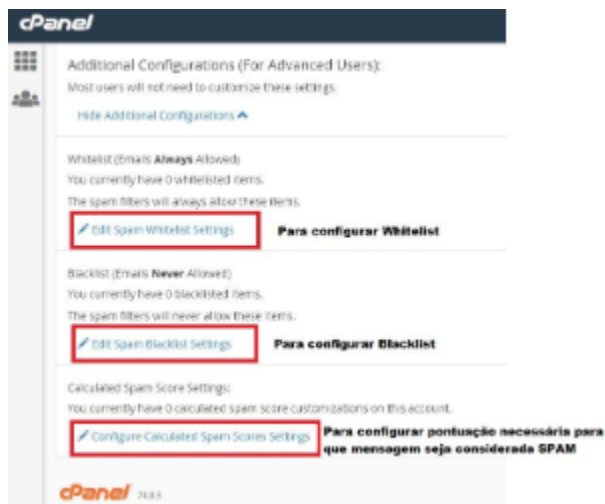 cPanel
Additional Configurations (For Advanced Users):
Most users will not need to customize these settings.
Hide Additional Configurations
Whitelist (Emails Always Allowed)
You currently have 0 whitelisted items.
The spam filters will always allow these items.
Edit Spam Whitelist Settings Para configurar Whitelist
Blacklist (Emails Never Allowed)
You currently have 0 blacklisted items.
The spam filters will never allow these items.
Edit Spam Blacklist Settings Para configurar Blacklist
Calculated Spam Score Settings:
You currently have 0 calculated spam score customizations on this account.
Configure Calculated Spam Scores Settings Para configurar pontuação necessária para
que mensagem seja considerada SPAM
cPanel